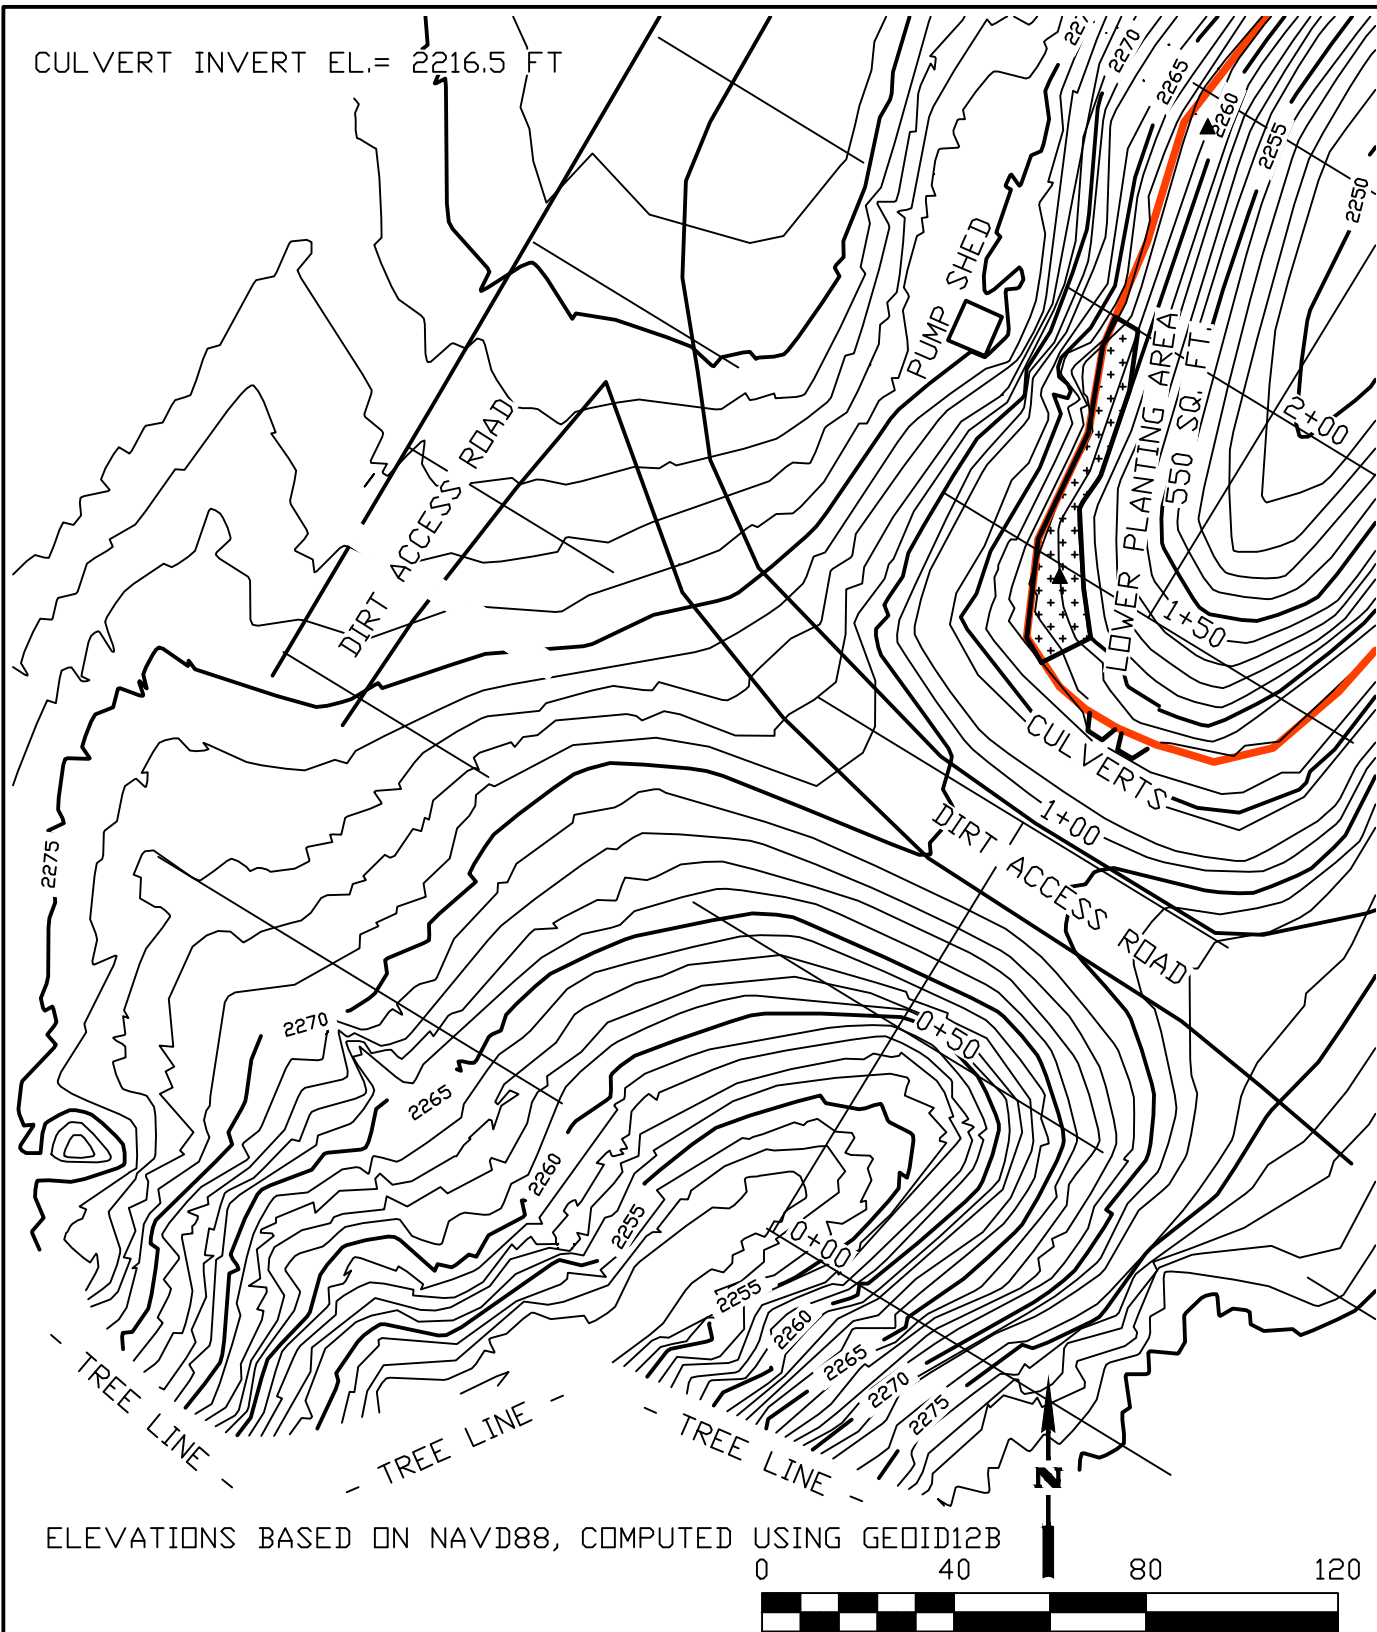 CULVERT INVERT EL.= 2216.5 FT
2270
2265
2260
2255
2250
PUMP SHED
LOWER PLANTING AREA
550 SQ. FT.
2+00
DIRT ACCESS ROAD
1+50
CULVERTS
1+00
DIRT ACCESS ROAD
2275
2270
0+50
2265
2260
2255
0+00
2255
2260
2265
2270
2275
- TREE LINE -
- TREE LINE -
- TREE LINE -
N
ELEVATIONS BASED ON NAVD88, COMPUTED USING GEOID12B
0 40 80 120